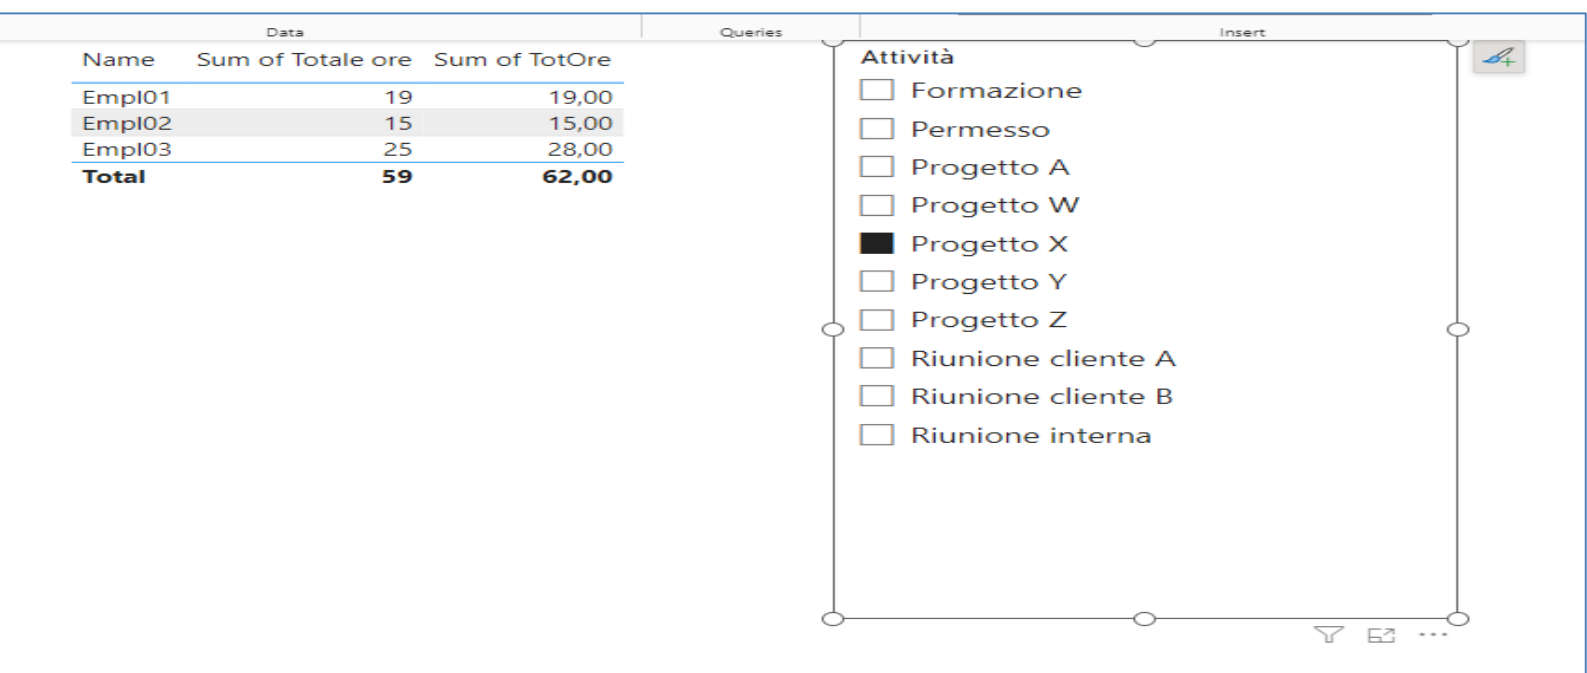 Data Queries Insert
Name Sum of Totale ore Sum of TotOre
Empl01 19 19,00
Empl02 15 15,00
Empl03 25 28,00
Total 59 62,00
Attività
Formazione
Permesso
Progetto A
Progetto W
Progetto X
Progetto Y
Progetto Z
Riunione cliente A
Riunione cliente B
Riunione interna